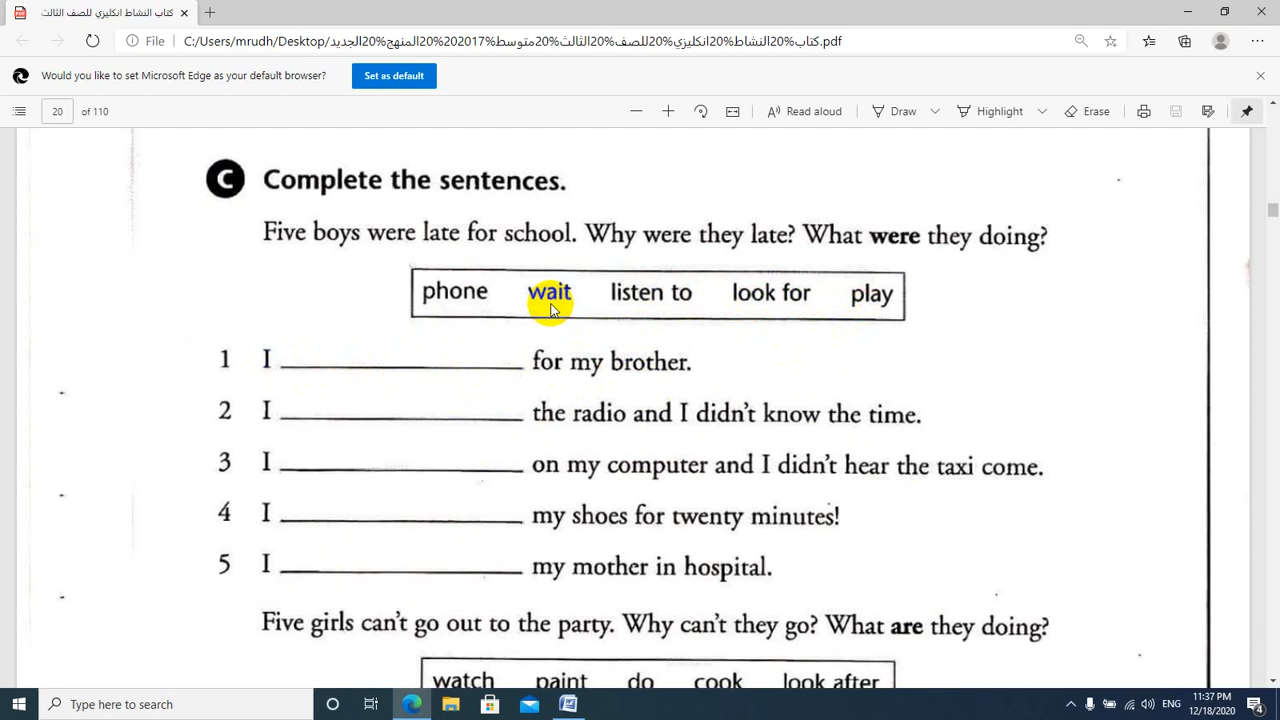 كتاب النشاط انكليزي للصف الثالث
File C:/Users/mrudh/Desktop/كتاب%20النشاط%20انكليزي%20للصف%20الثالث%20متوسط%202017%20المنهج%20الجديد.pdf
Would you like to set Microsoft Edge as your default browser? Set as default
20 of 110 Read aloud Draw Highlight Erase
C Complete the sentences.
Five boys were late for school. Why were they late? What were they doing?
phone wait listen to look for play
1 I ____ for my brother.
2 I ____ the radio and I didn't know the time.
3 I ____ on my computer and I didn't hear the taxi come.
4 I ____ my shoes for twenty minutes!
5 I ____ my mother in hospital.
Five girls can't go out to the party. Why can't they go? What are they doing?
watch paint do cook look after
Type here to search
ENG
11:37 PM
12/18/2020